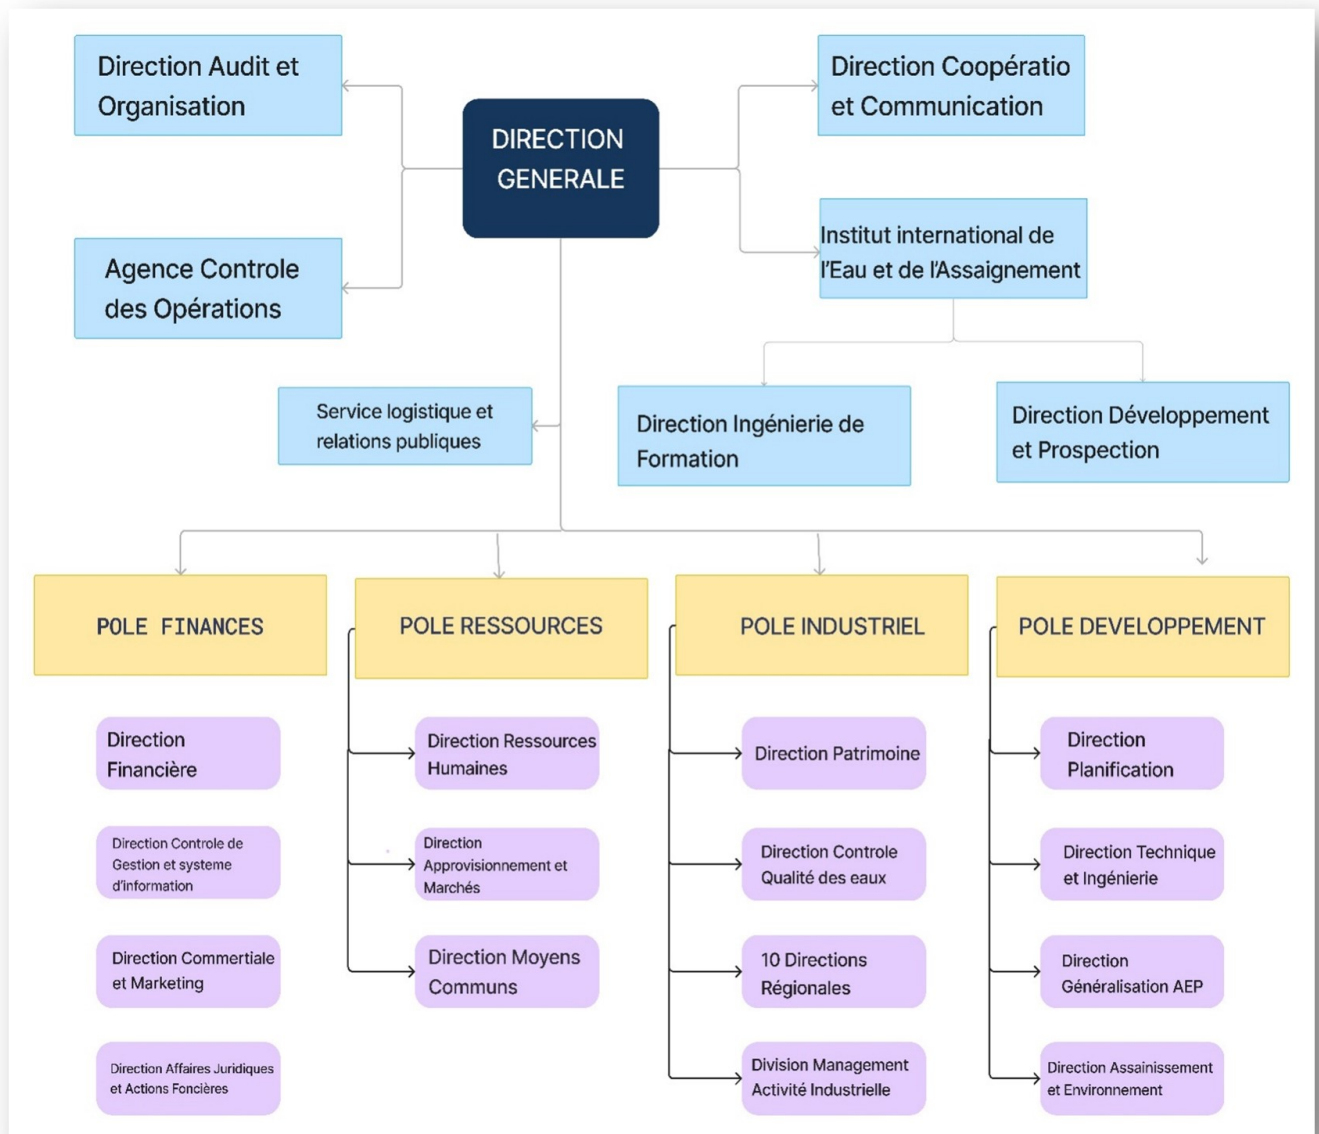 Direction Audit et
Organisation
Direction Coopératio
et Communication
DIRECTION
GENERALE
Institut international de
l'Eau et de l'Assaignement
Agence Controle
des Opérations
Service logistique et
relations publiques
Direction Ingénierie de
Formation
Direction Développement
et Prospection
POLE FINANCES
POLE RESSOURCES
POLE INDUSTRIEL
POLE DEVELOPPEMENT
Direction
Financière
Direction Ressources
Humaines
Direction Patrimoine
Direction
Planification
Direction Controle de
Gestion et systeme
d'information
Direction
Approvisionnement et
Marchés
Direction Controle
Qualité des eaux
Direction Technique
et Ingénierie
Direction Commertiale
et Marketing
Direction Moyens
Communs
10 Directions
Régionales
Direction
Généralisation AEP
Direction Affaires Juridiques
et Actions Foncières
Division Management
Activité Industrielle
Direction Assainissement
et Environnement